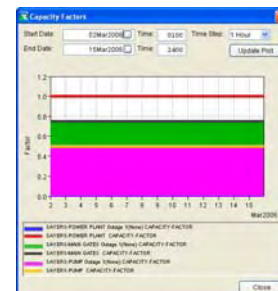 Capacity Factors
Start Date: 02Mar2006 Time: 0100 Time Step: 1 Hour
End Date: 15Mar2006 Time: 2400 Update Plot
1.2
1.0
0.8
0.6
0.4
0.2
0.0
Factor
2 3 4 5 6 7 8 9 10 11 12 13 14 15
Mar2006
SAYERS-POWER PLANT Outage 1(None) CAPACITY-FACTOR
SAYERS-POWER PLANT CAPACITY-FACTOR
SAYERS-MAIN GATES Outage 1(None) CAPACITY-FACTOR
SAYERS-MAIN GATES CAPACITY-FACTOR
SAYERS-PUMP Outage 1(None) CAPACITY-FACTOR
SAYERS-PUMP CAPACITY-FACTOR
Close